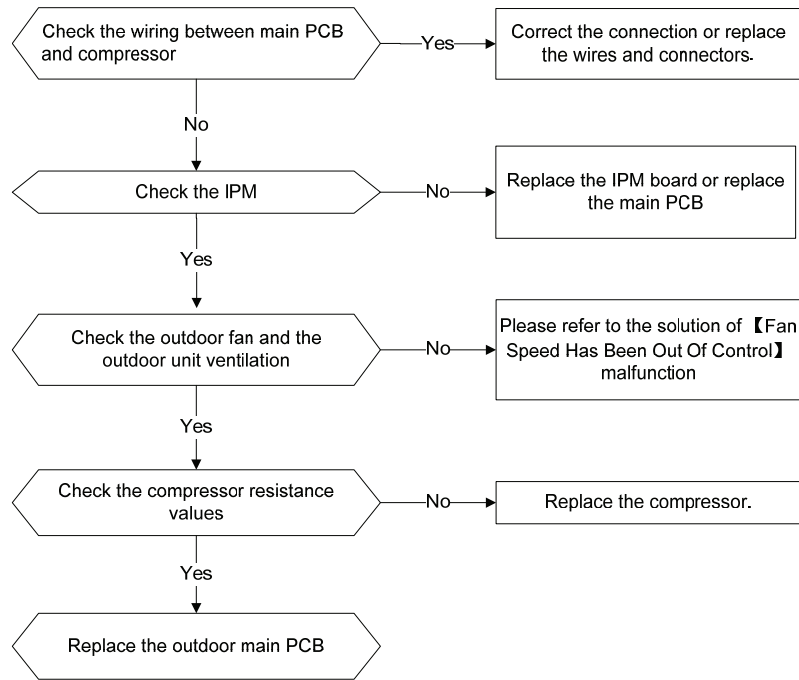 Check the wiring between main PCB
and compressor
Yes
Correct the connection or replace
the wires and connectors.
No
Check the IPM
No
Replace the IPM board or replace
the main PCB
Yes
Check the outdoor fan and the
outdoor unit ventilation
No
Please refer to the solution of 【Fan
Speed Has Been Out Of Control】
malfunction
Yes
Check the compressor resistance
values
No
Replace the compressor.
Yes
Replace the outdoor main PCB